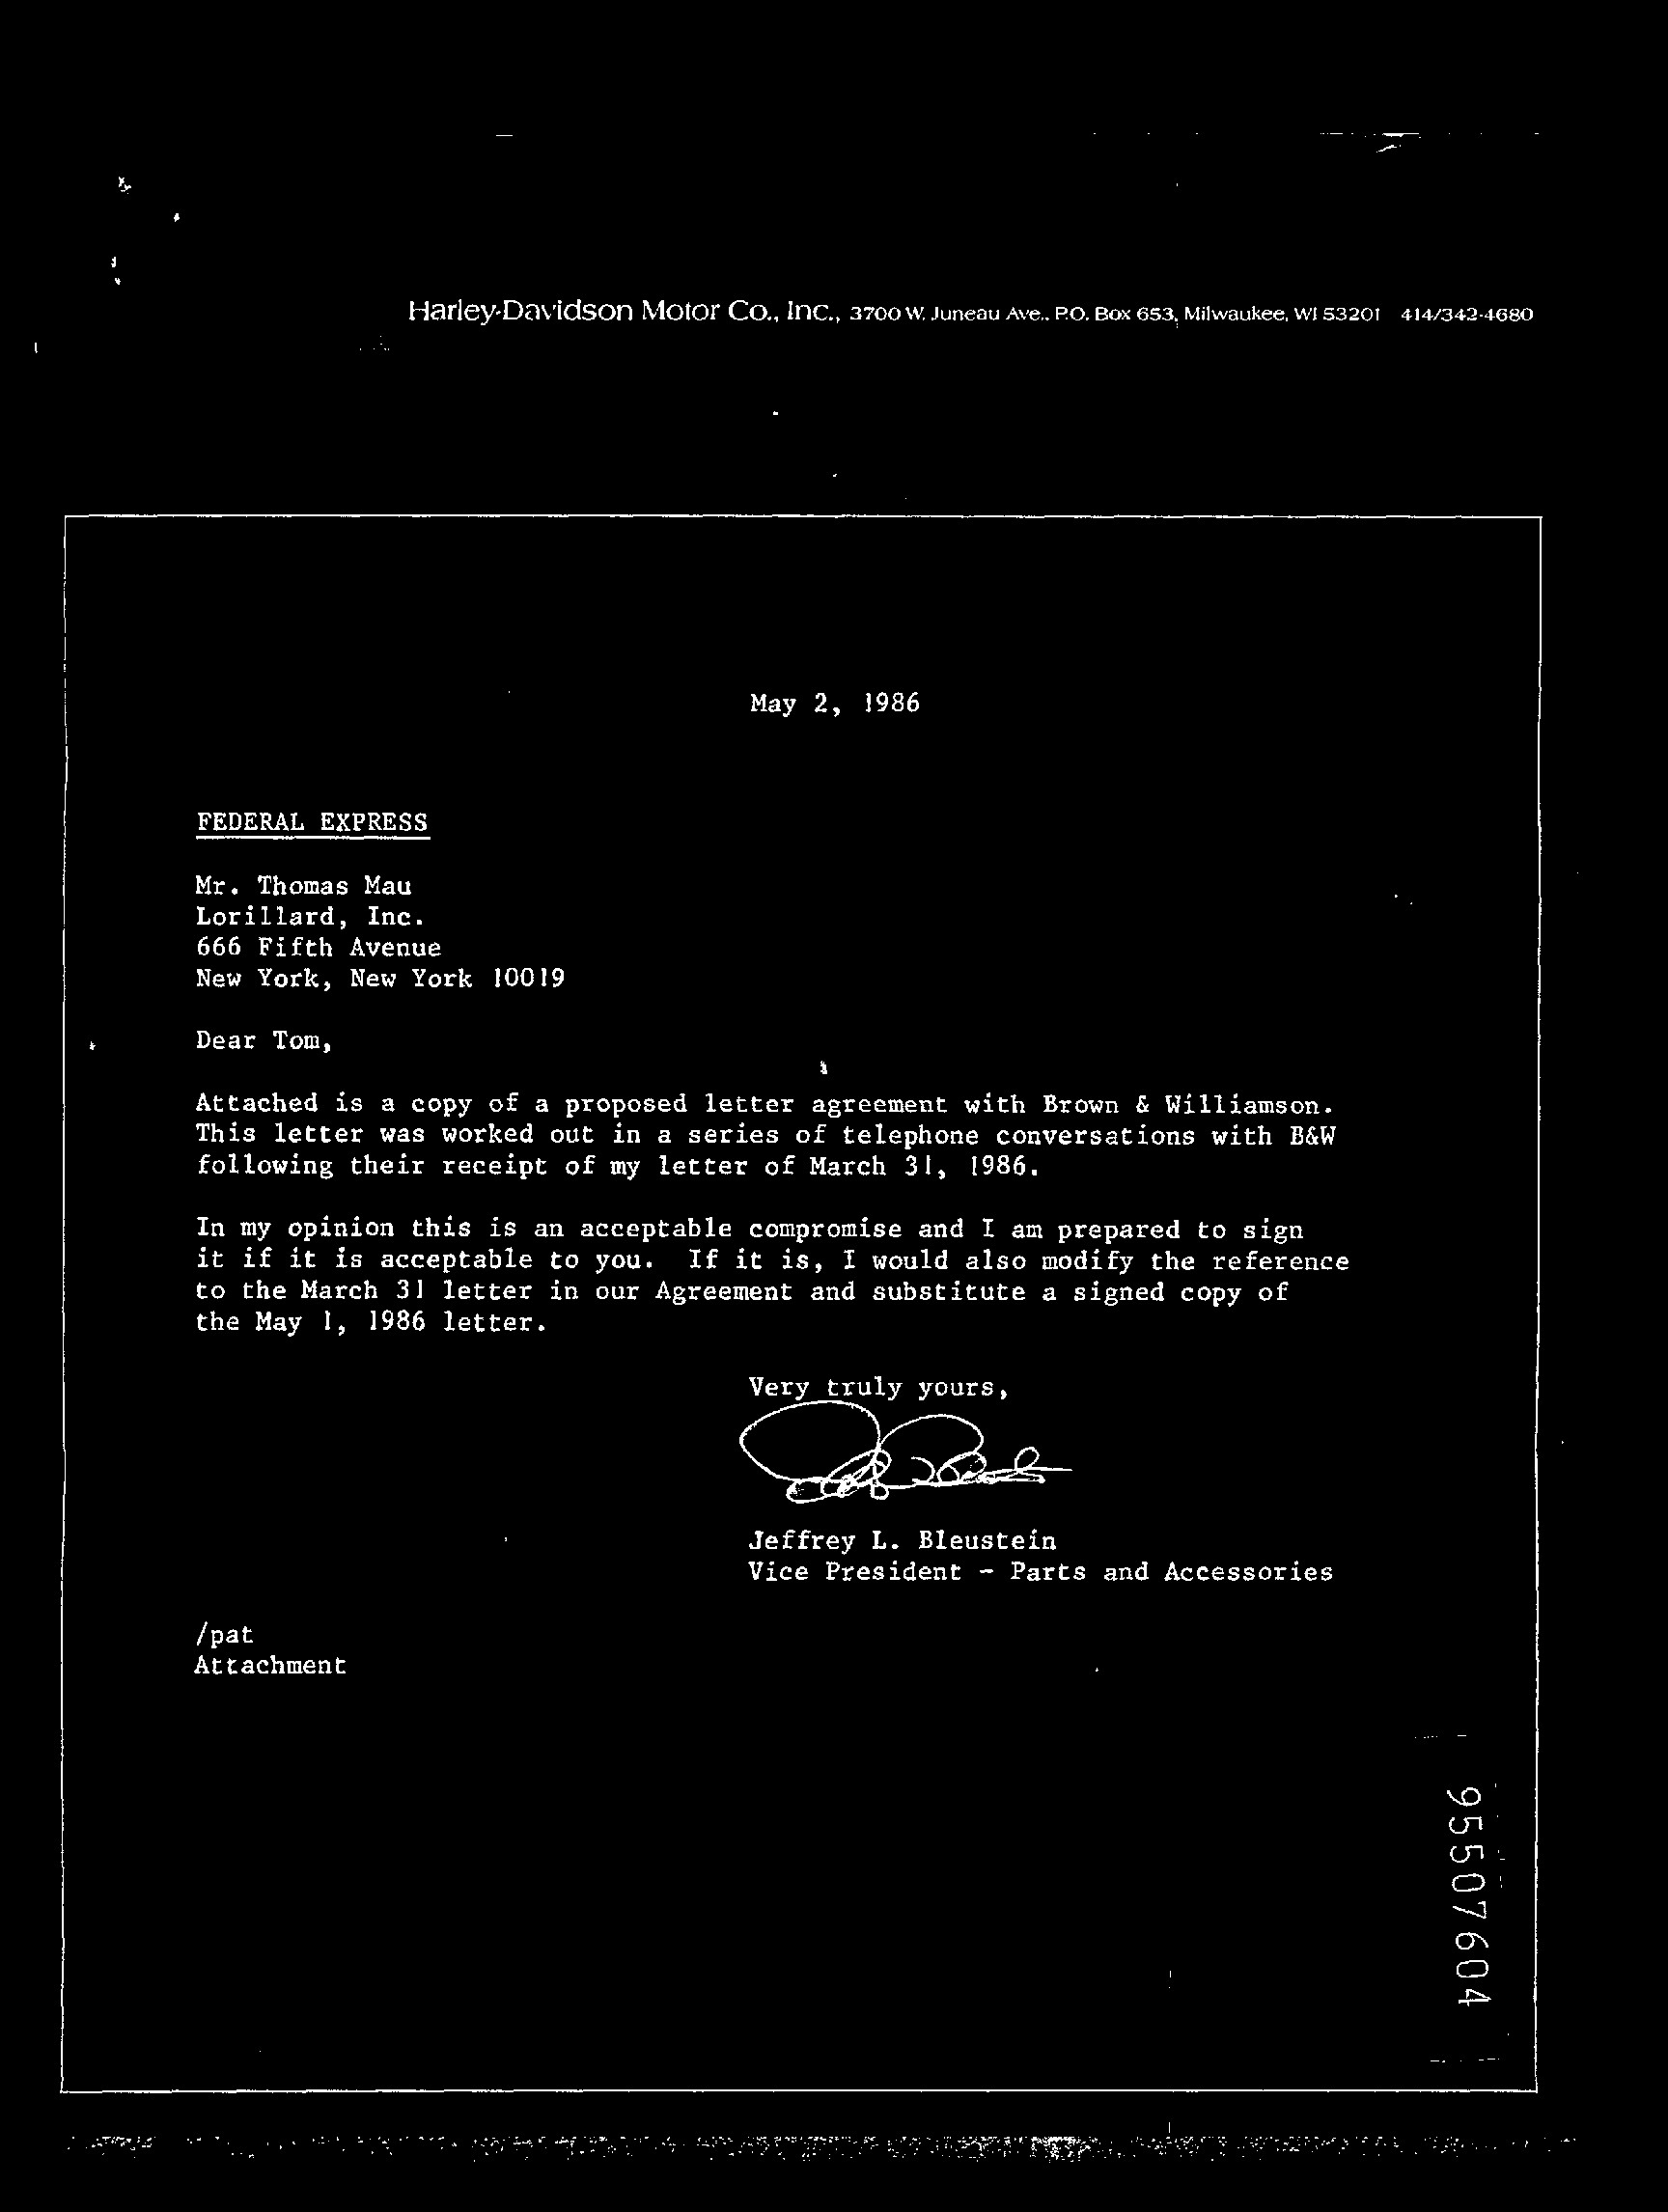 Harley-Davidson Motor Co., Inc., 3700 W. Juneau Ave., P.O. Box 653, Milwaukee, WI 53201 414/342-4680
May 2, 1986
FEDERAL EXPRESS
Mr. Thomas Mau
Lorillard, Inc.
666 Fifth Avenue
New York, New York 10019
Dear Tom,
Attached is a copy of a proposed letter agreement with Brown & Williamson.
This letter was worked out in a series of telephone conversations with B&W
following their receipt of my letter of March 31, 1986.
In my opinion this is an acceptable compromise and I am prepared to sign
it if it is acceptable to you. If it is, I would also modify the reference
to the March 31 letter in our Agreement and substitute a signed copy of
the May 1, 1986 letter.
Very truly yours,
Jeffrey L. Bleustein
Vice President - Parts and Accessories
/pat
Attachment
95507604